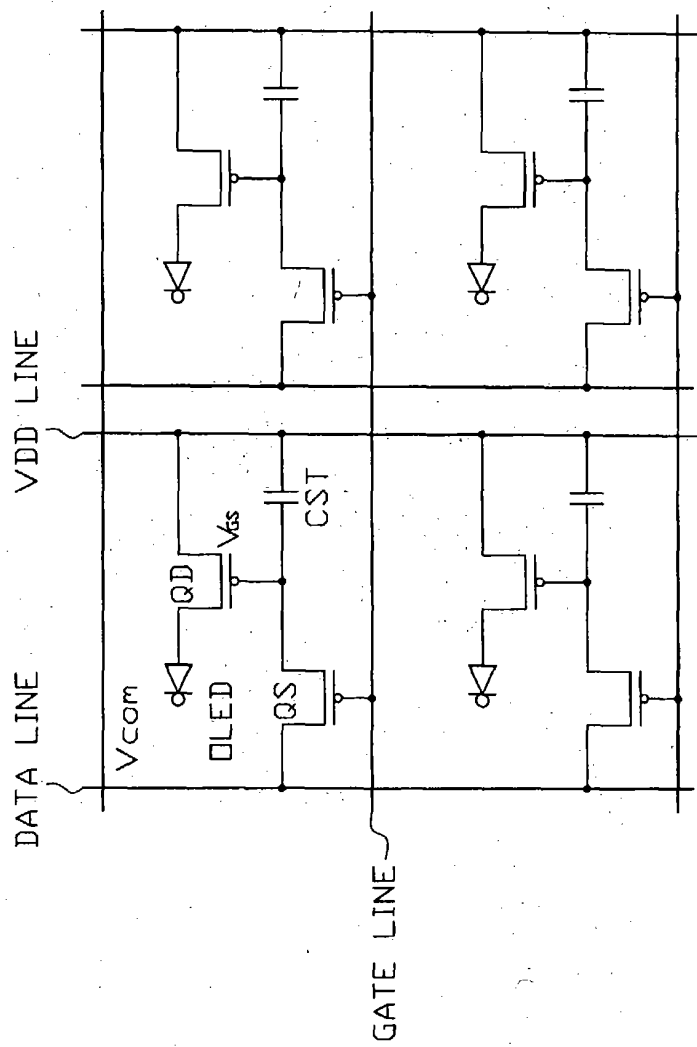 DATA LINE
VDD LINE
Vcom
QD
VGS
OLED
CST
QS
GATE LINE